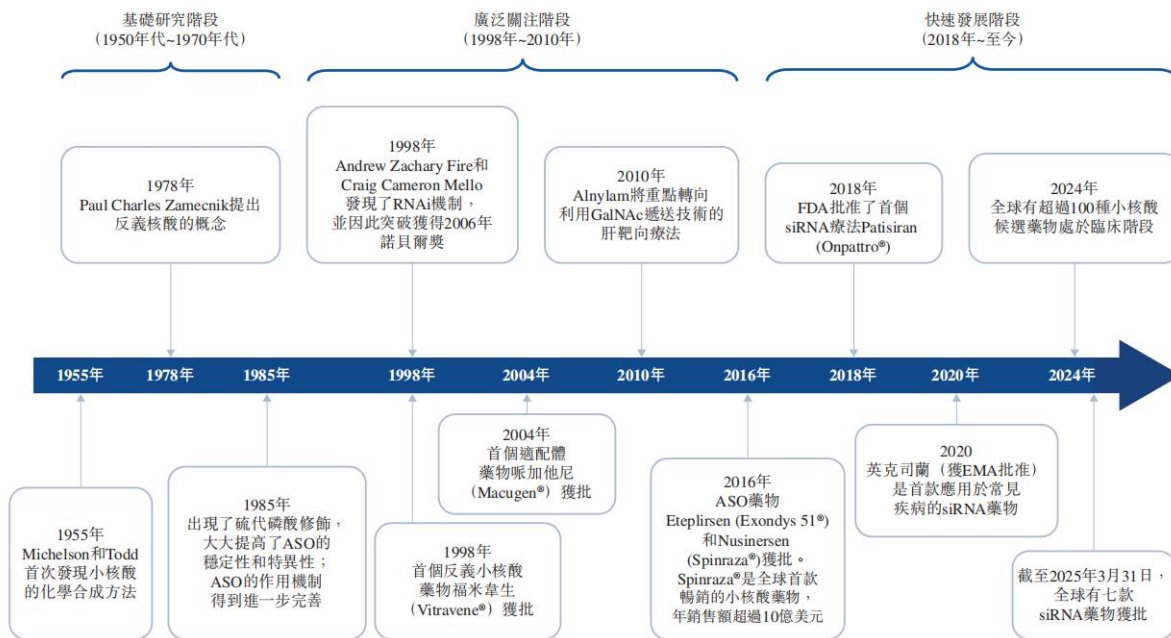 基礎研究階段
(1950年代~1970年代)
廣泛關注階段
(1998年~2010年)
快速發展階段
(2018年~至今)
1978年
Paul Charles Zamecnik提出
反義核酸的概念
1998年
Andrew Zachary Fire和
Craig Cameron Mello
發現了RNAi機制，
並因此突破獲得2006年
諾貝爾獎
2010年
Alnylam將重點轉向
利用GalNAc遞送技術的
肝靶向療法
2018年
FDA批准了首個
siRNA療法Patisiran
(Onpattro®)
2024年
全球有超過100種小核酸
候選藥物處於臨床階段
1955年
1978年
1985年
1998年
2004年
2010年
2016年
2018年
2020年
2024年
1955年
Michelson和Todd
首次發現小核酸
的化學合成方法
1985年
出現了硫代磷酸修飾，
大大提高了ASO的
穩定性和特異性；
ASO的作用機制
得到進一步完善
1998年
首個反義小核酸
藥物福米韋生
(Vitravene®）獲批
2004年
首個適配體
藥物哌加他尼
(Macugen®）獲批
2016年
ASO藥物
Eteplirsen (Exondys 51®)
和Nusinersen
(Spinraza®)獲批。
Spinraza®是全球首款
暢銷的小核酸藥物，
年銷售額超過10億美元
2020
英克司蘭（獲EMA批准）
是首款應用於常見
疾病的siRNA藥物
截至2025年3月31日，
全球有七款
siRNA藥物獲批